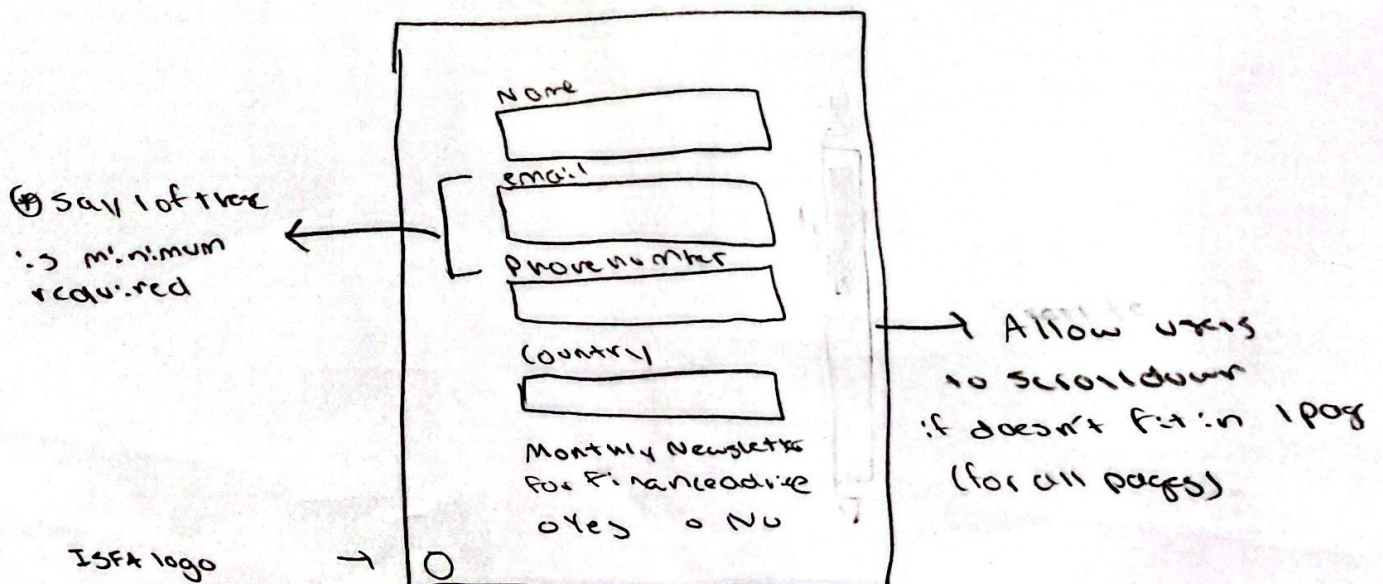 Name
email
Phone number
Country
Monthly Newsletter
for Finance advice
o Yes o No
⊕ Say 1 of these
is minimum
required
→ Allow users
to scroll down
if doesn't fit in 1 page
(for all pages)
ISFA logo →